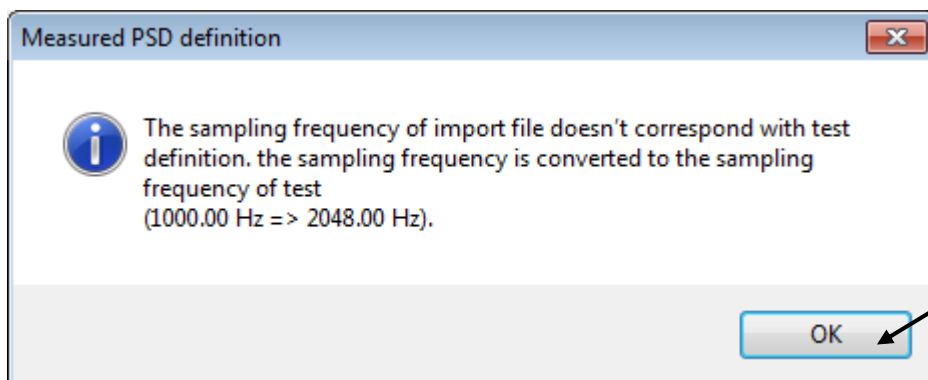 Measured PSD definition
The sampling frequency of import file doesn't correspond with test
definition. the sampling frequency is converted to the sampling
frequency of test
(1000.00 Hz => 2048.00 Hz).
OK